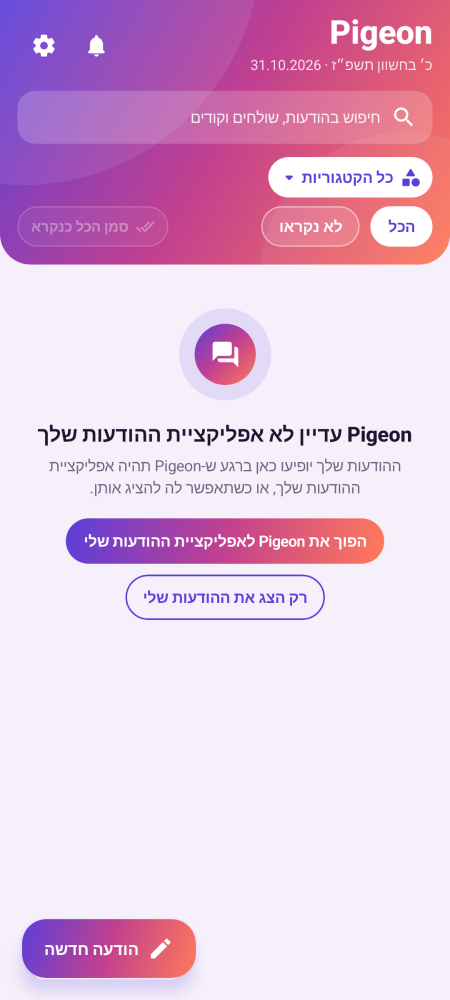 Pigeon
כ׳ בחשוון תשפ״ז · 31.10.2026
חיפוש בהודעות, שולחים וקודים
כל הקטגוריות
הכל
לא נקראו
סמן הכל כנקרא
Pigeon עדיין לא אפליקציית ההודעות שלך
ההודעות שלך יופיעו כאן ברגע ש-Pigeon תהיה אפליקציית
ההודעות שלך, או כשתאפשר לה להציג אותן.
הפוך את Pigeon לאפליקציית ההודעות שלי
רק הצג את ההודעות שלי
הודעה חדשה